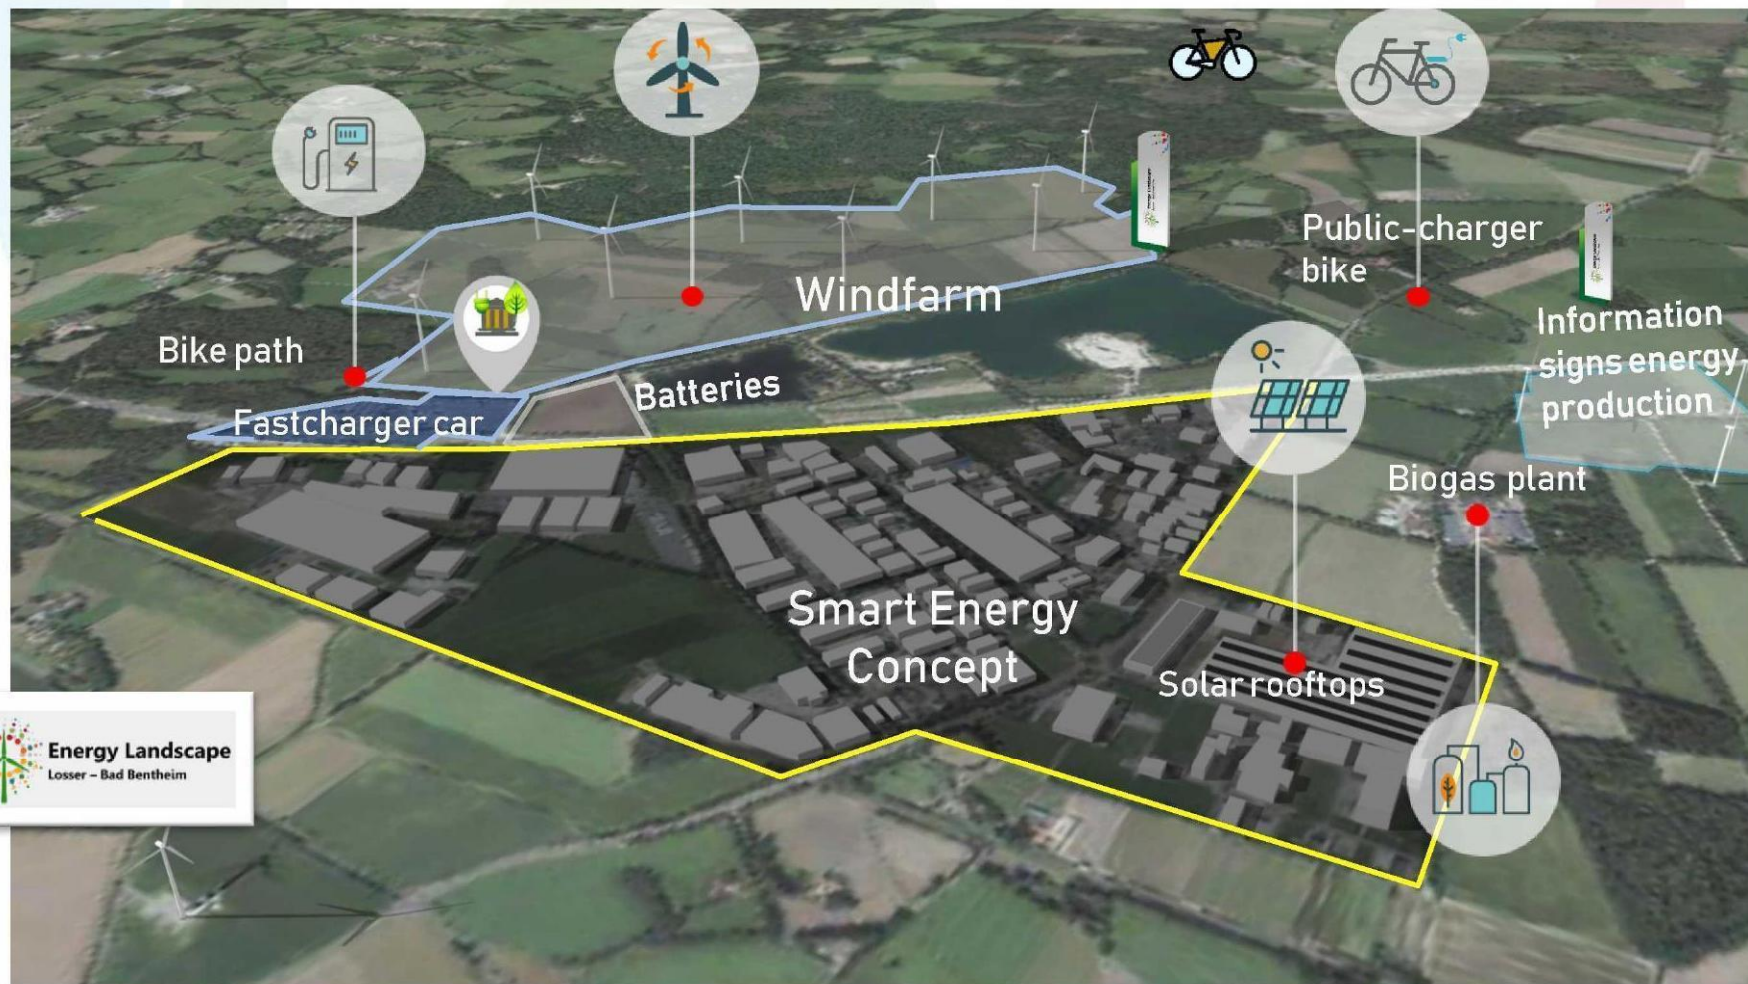 Public-charger
bike
Windfarm
Information
signs energy
production
Bike path
Batteries
Fastcharger car
Biogas plant
Smart Energy
Concept
Solar rooftops
Energy Landscape
Losser – Bad Bentheim